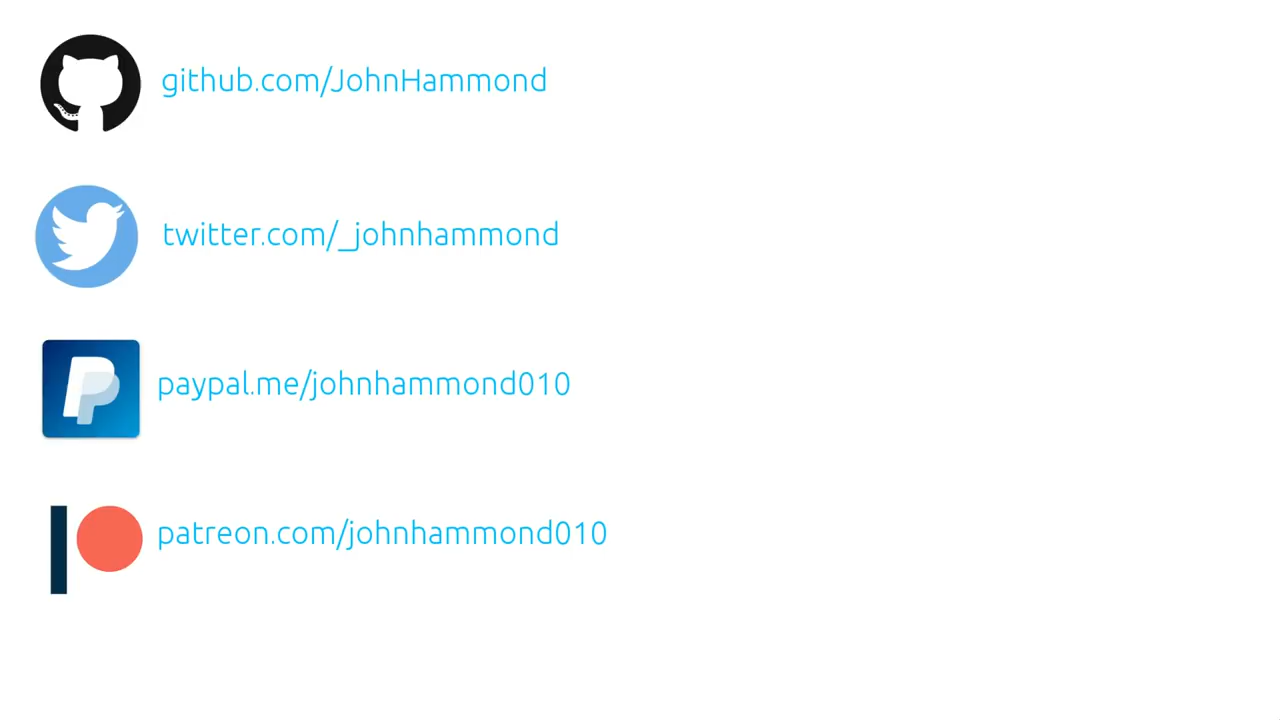 github.com/JohnHammond
twitter.com/_johnhammond
paypal.me/johnhammond010
patreon.com/johnhammond010